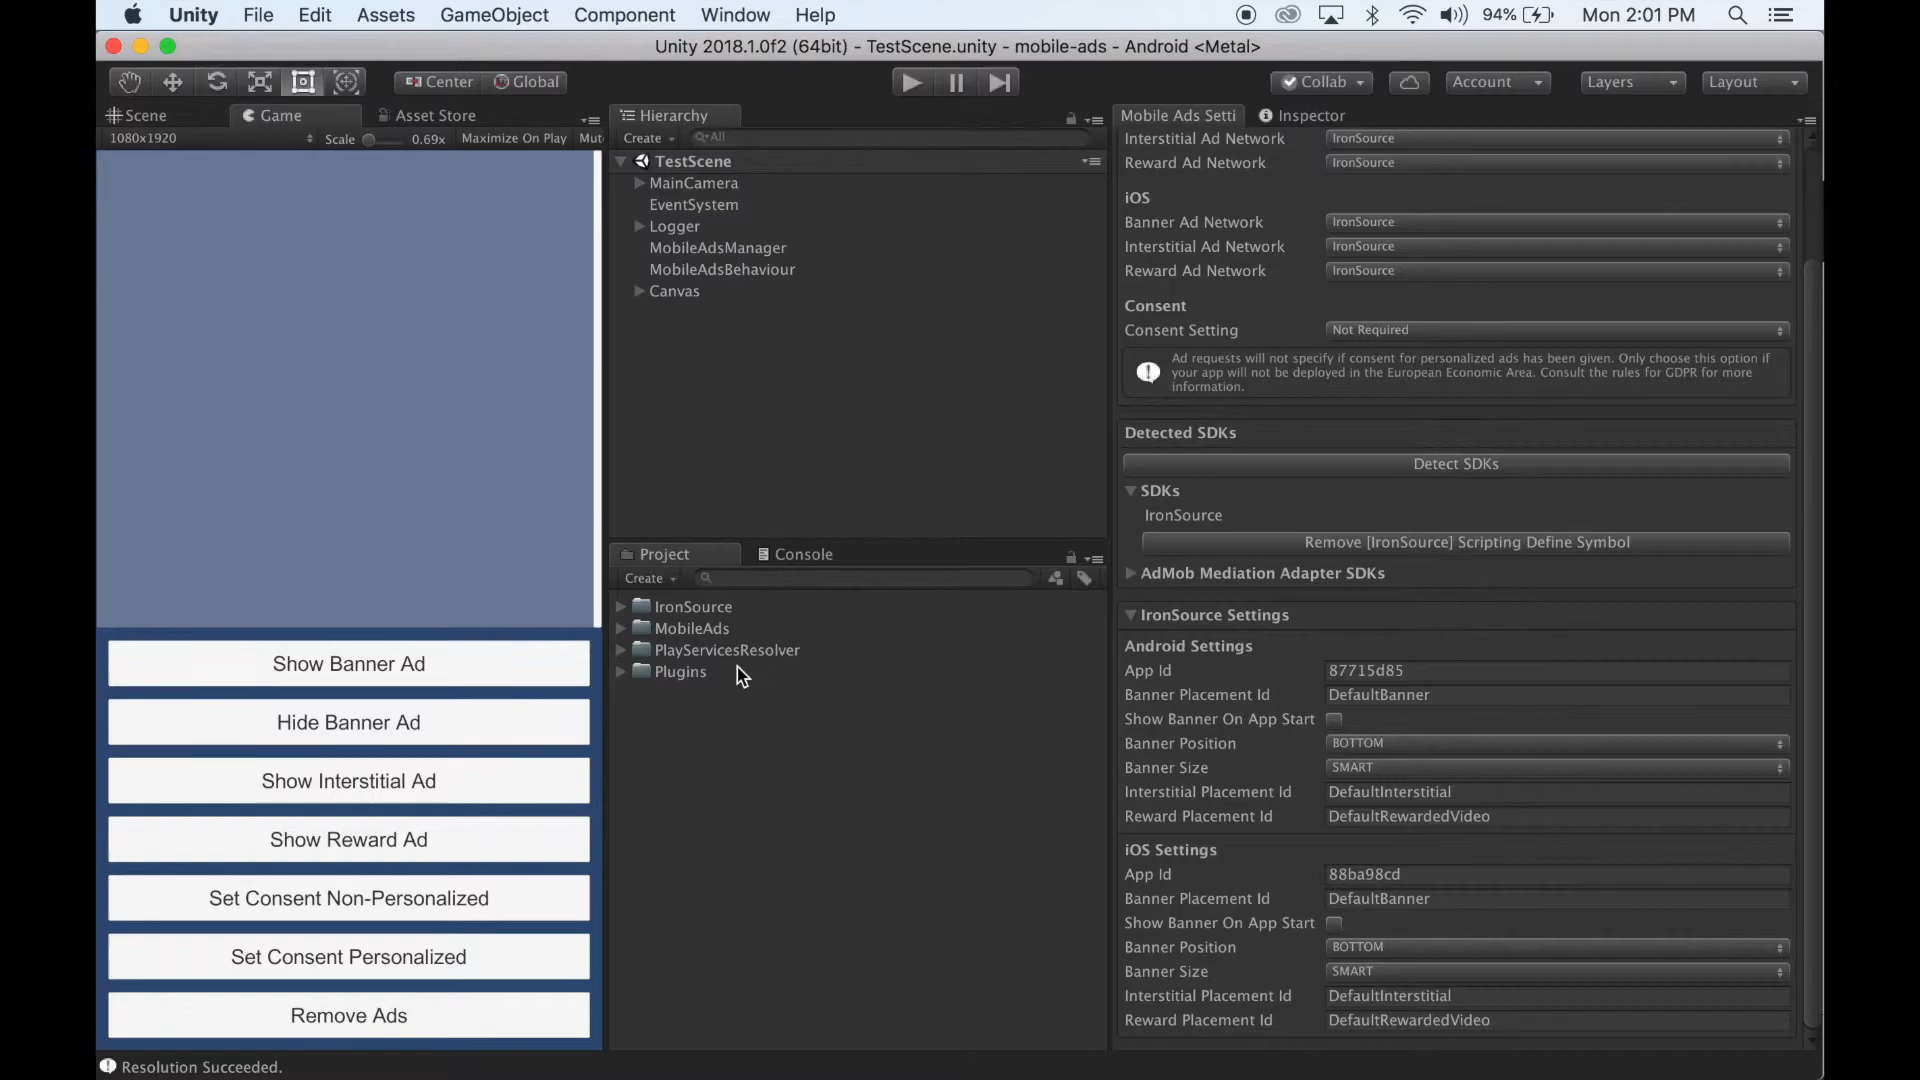 Unity File Edit Assets GameObject Component Window Help 94% Mon 2:01 PM
Unity 2018.1.0f2 (64bit) - TestScene.unity - mobile-ads - Android <Metal>
Center Global Collab Account Layers Layout
Scene Game Asset Store
1080x1920 Scale 0.69x Maximize On Play Mut
Show Banner Ad
Hide Banner Ad
Show Interstitial Ad
Show Reward Ad
Set Consent Non-Personalized
Set Consent Personalized
Remove Ads
Hierarchy
Create All
TestScene
MainCamera
EventSystem
Logger
MobileAdsManager
MobileAdsBehaviour
Canvas
Project Console
Create
IronSource
MobileAds
PlayServicesResolver
Plugins
Mobile Ads Setti Inspector
Interstitial Ad Network IronSource
Reward Ad Network IronSource
iOS
Banner Ad Network IronSource
Interstitial Ad Network IronSource
Reward Ad Network IronSource
Consent
Consent Setting Not Required
Ad requests will not specify if consent for personalized ads has been given. Only choose this option if
your app will not be deployed in the European Economic Area. Consult the rules for GDPR for more
information.
Detected SDKs
Detect SDKs
SDKs
IronSource
Remove [IronSource] Scripting Define Symbol
AdMob Mediation Adapter SDKs
IronSource Settings
Android Settings
App Id 87715d85
Banner Placement Id DefaultBanner
Show Banner On App Start
Banner Position BOTTOM
Banner Size SMART
Interstitial Placement Id DefaultInterstitial
Reward Placement Id DefaultRewardedVideo
iOS Settings
App Id 88ba98cd
Banner Placement Id DefaultBanner
Show Banner On App Start
Banner Position BOTTOM
Banner Size SMART
Interstitial Placement Id DefaultInterstitial
Reward Placement Id DefaultRewardedVideo
Resolution Succeeded.